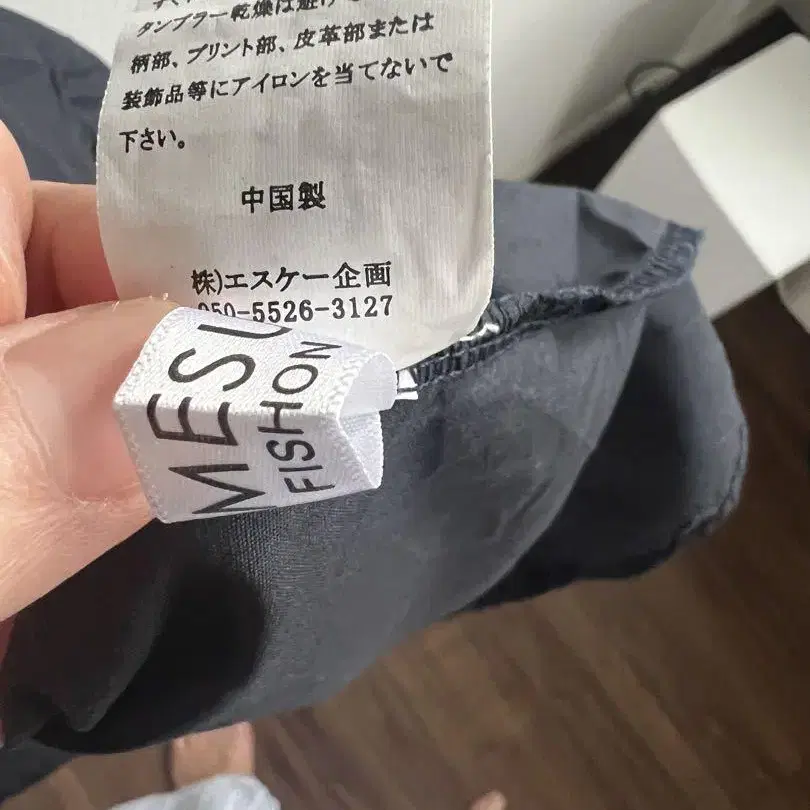 タンブラー乾燥は避け
柄部、プリント部、皮革部または
装飾品等にアイロンを当てないで
下さい。
中国製
株)エスケー企画
050-5526-3127
MESU
FISHON